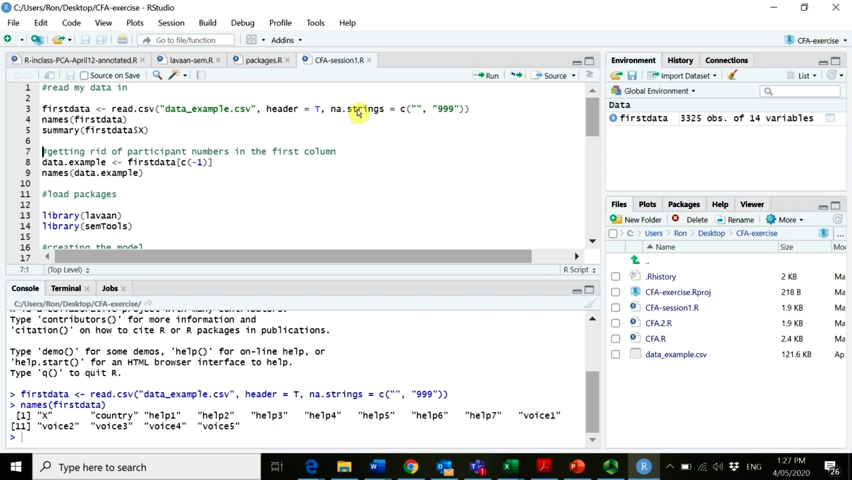 C:/Users/Ron/Desktop/CFA-exercise - RStudio
File Edit Code View Plots Session Build Debug Profile Tools Help
Go to file/function Addins CFA-exercise
R-inclass-PCA-April12-annotated.R lavaan-sem.R packages.R CFA-session1.R
Source on Save Run Source
1 #read my data in
2
3 firstdata <- read.csv("data_example.csv", header = T, na.strings = c("", "999"))
4 names(firstdata)
5 summary(firstdata$X)
6
7 #getting rid of participant numbers in the first column
8 data.example <- firstdata[c(-1)]
9 names(data.example)
10
11 #load packages
12
13 library(lavaan)
14 library(semTools)
15
16 #creating the model
17
7:1 (Top Level) R Script
Console Terminal Jobs
C:/Users/Ron/Desktop/CFA-exercise/
Type 'contributors()' for more information and
'citation()' on how to cite R or R packages in publications.
Type 'demo()' for some demos, 'help()' for on-line help, or
'help.start()' for an HTML browser interface to help.
Type 'q()' to quit R.
> firstdata <- read.csv("data_example.csv", header = T, na.strings = c("", "999"))
> names(firstdata)
[1] "X" "country" "help1" "help2" "help3" "help4" "help5" "help6" "help7" "voice1"
[11] "voice2" "voice3" "voice4" "voice5"
>
Environment History Connections
Import Dataset List
Global Environment
Data
firstdata 3325 obs. of 14 variables
Files Plots Packages Help Viewer
New Folder Delete Rename More
C: Users Ron Desktop CFA-exercise ...
Name Size Mo
..
.Rhistory 2 KB Ma
CFA-exercise.Rproj 218 B Ma
CFA-session1.R 1.9 KB Ma
CFA.2.R 1.9 KB Ma
CFA.R 2.4 KB Ma
data_example.csv 121.6 KB Ap
Type here to search
ENG
1:27 PM
4/05/2020
26